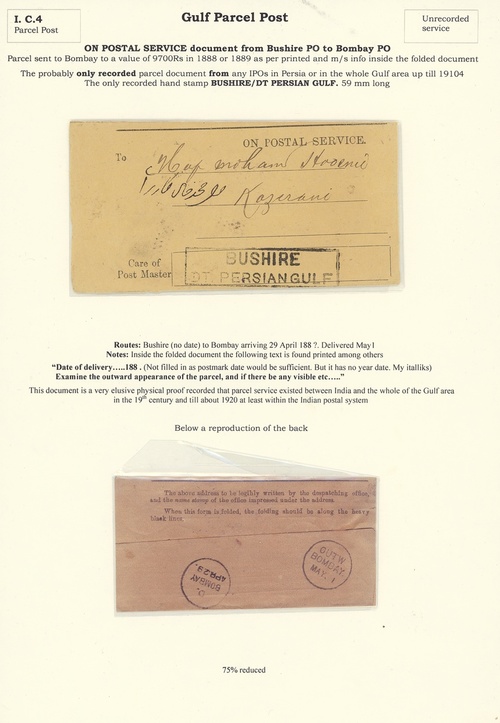 I. C.4
Parcel Post
Gulf Parcel Post
Unrecorded
service
ON POSTAL SERVICE document from Bushire PO to Bombay PO
Parcel sent to Bombay to a value of 9700Rs in 1888 or 1889 as per printed and m/s info inside the folded document
The probably only recorded parcel document from any IPOs in Persia or in the whole Gulf area up till 19104
The only recorded hand stamp BUSHIRE/DT PERSIAN GULF. 59 mm long
ON POSTAL SERVICE.
To
Kazerani
Care of
Post Master
BUSHIRE
DT. PERSIAN GULF
Routes: Bushire (no date) to Bombay arriving 29 April 188 ?. Delivered May1
Notes: Inside the folded document the following text is found printed among others
“Date of delivery…..188 . (Not filled in as postmark date would be sufficient. But it has no year date. My italliks)
Examine the outward appearance of the parcel, and if there be any visible etc…..”
This document is a very elusive physical proof recorded that parcel service existed between India and the whole of the Gulf area
in the 19th century and till about 1920 at least within the Indian postal system
Below a reproduction of the back
The above address to be legibly written by the despatching office,
and the name stamp of the office impressed under the address.
When this form is folded, the folding should be along the heavy
black lines.
BOMBAY
APR.29
OUTW
BOMBAY
MAY. 1
75% reduced